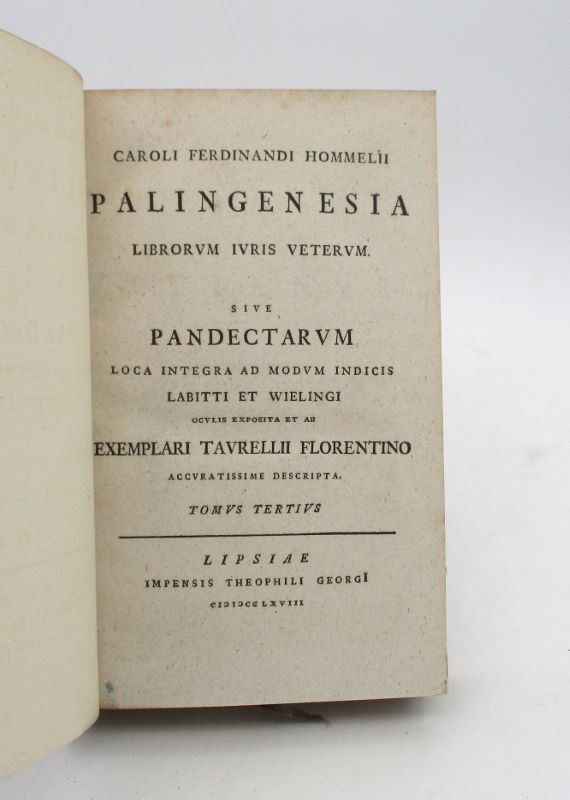 CAROLI FERDINANDI HOMMELII
PALINGENESIA
LIBRORVM IVRIS VETERVM.
SIVE
PANDECTARVM
LOCA INTEGRA AD MODVM INDICIS
LABITTI ET WIELINGI
OCVLIS EXPOSITA ET AB
EXEMPLARI TAVRELLII FLORENTINO
ACCVRATISSIME DESCRIPTA.
TOMVS TERTIVS
LIPSIAE
IMPENSIS THEOPHILI GEORGI
CIƆIƆCCLXVIII